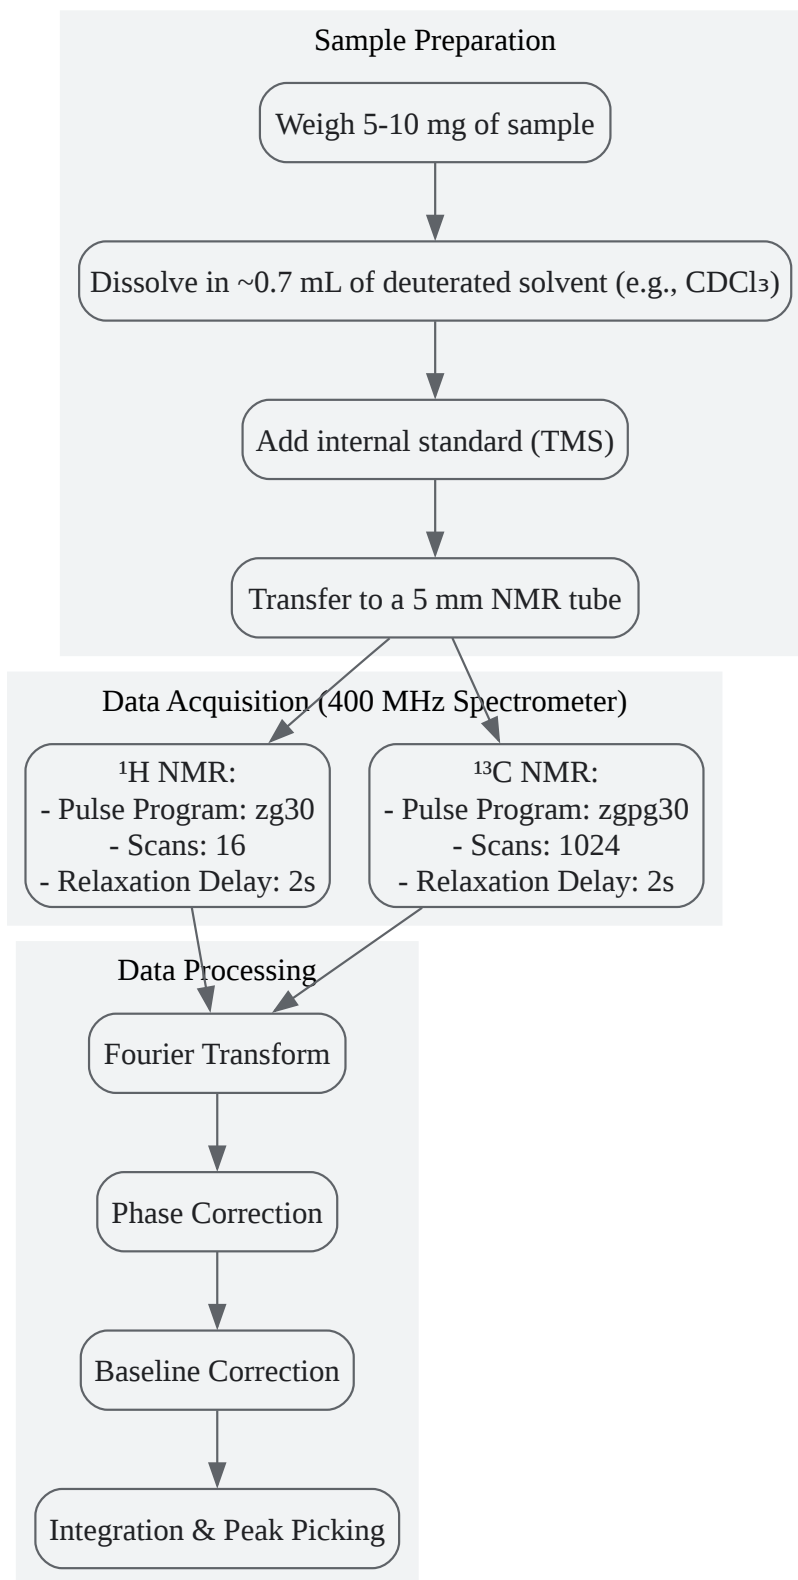 Sample Preparation
Weigh 5-10 mg of sample
Dissolve in ~0.7 mL of deuterated solvent (e.g., CDCl₃)
Add internal standard (TMS)
Transfer to a 5 mm NMR tube
Data Acquisition (400 MHz Spectrometer)
¹H NMR:
- Pulse Program: zg30
- Scans: 16
- Relaxation Delay: 2s
¹³C NMR:
- Pulse Program: zgpg30
- Scans: 1024
- Relaxation Delay: 2s
Data Processing
Fourier Transform
Phase Correction
Baseline Correction
Integration & Peak Picking